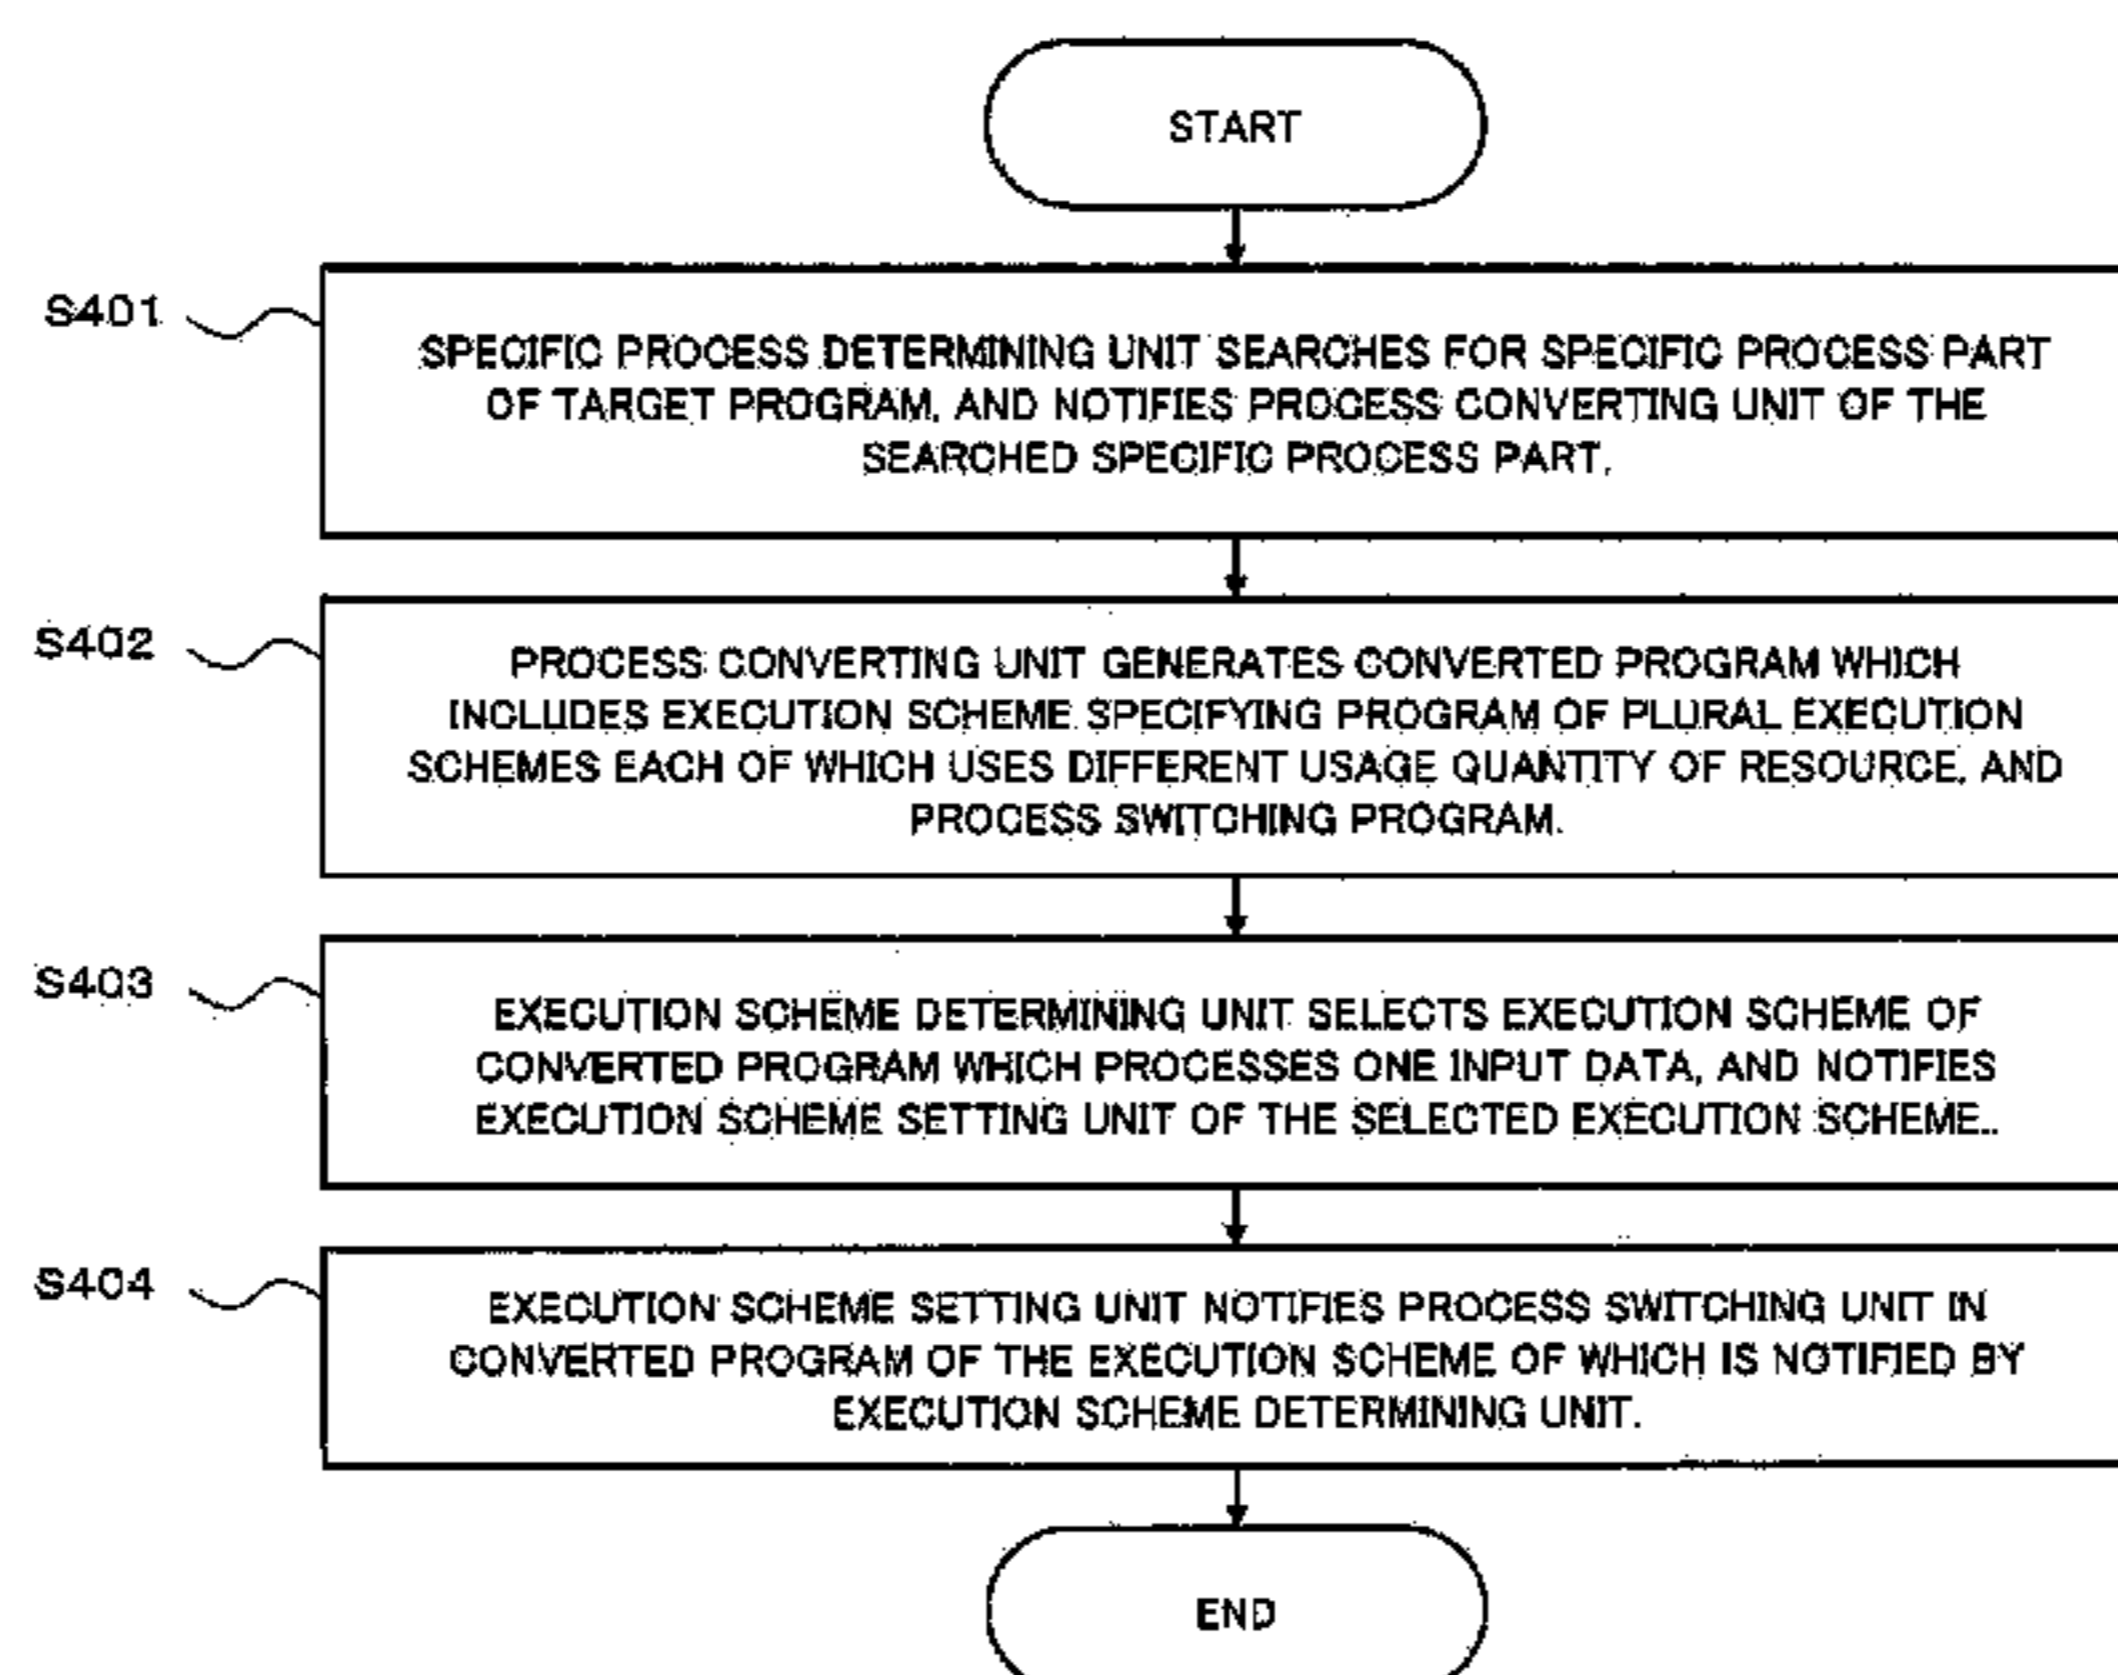 START
S401
SPECIFIC PROCESS DETERMINING UNIT SEARCHES FOR SPECIFIC PROCESS PART
OF TARGET PROGRAM, AND NOTIFIES PROCESS CONVERTING UNIT OF THE
SEARCHED SPECIFIC PROCESS PART.
S402
PROCESS CONVERTING UNIT GENERATES CONVERTED PROGRAM WHICH
INCLUDES EXECUTION SCHEME SPECIFYING PROGRAM OF PLURAL EXECUTION
SCHEMES EACH OF WHICH USES DIFFERENT USAGE QUANTITY OF RESOURCE, AND
PROCESS SWITCHING PROGRAM.
S403
EXECUTION SCHEME DETERMINING UNIT SELECTS EXECUTION SCHEME OF
CONVERTED PROGRAM WHICH PROCESSES ONE INPUT DATA, AND NOTIFIES
EXECUTION SCHEME SETTING UNIT OF THE SELECTED EXECUTION SCHEME..
S404
EXECUTION SCHEME SETTING UNIT NOTIFIES PROCESS SWITCHING UNIT IN
CONVERTED PROGRAM OF THE EXECUTION SCHEME OF WHICH IS NOTIFIED BY
EXECUTION SCHEME DETERMINING UNIT.
END